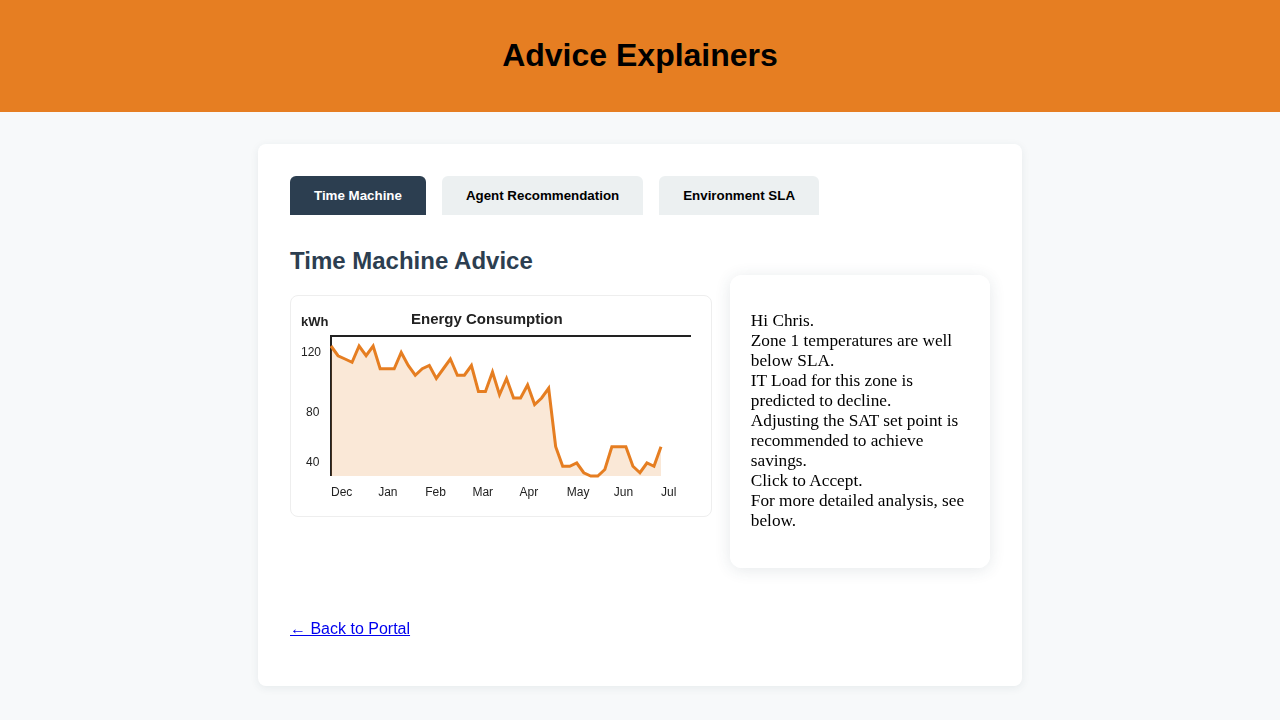 Advice Explainers
Time Machine
Agent Recommendation
Environment SLA
Time Machine Advice
kWh
Energy Consumption
120
80
40
Dec Jan Feb Mar Apr May Jun Jul
Hi Chris.
Zone 1 temperatures are well
below SLA.
IT Load for this zone is
predicted to decline.
Adjusting the SAT set point is
recommended to achieve
savings.
Click to Accept.
For more detailed analysis, see
below.
← Back to Portal